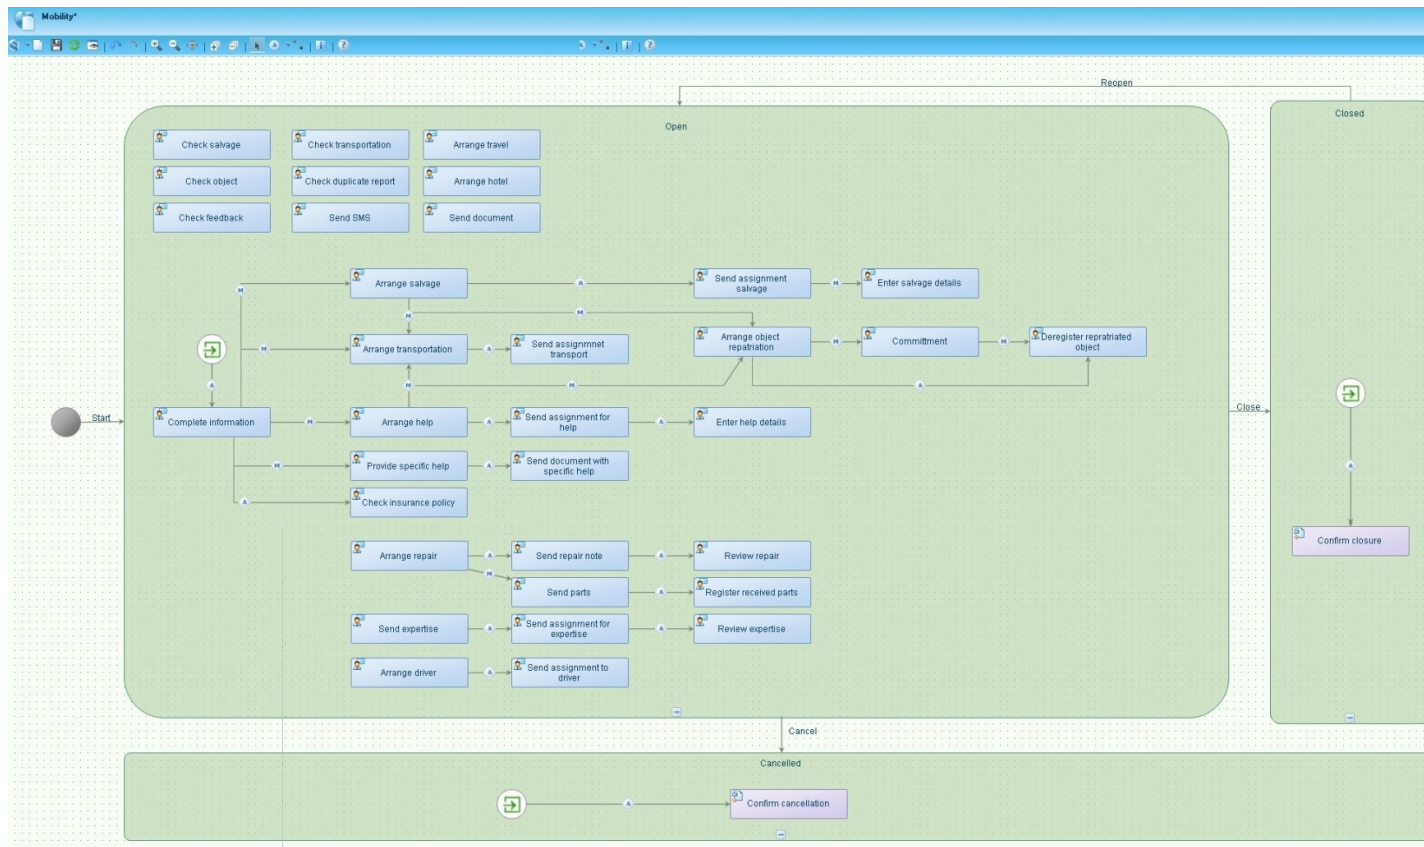 Mobility*
Reopen
Open
Closed
Check salvage
Check transportation
Arrange travel
Check object
Check duplicate report
Arrange hotel
Check feedback
Send SMS
Send document
Arrange salvage
A
Send assignment
salvage
M
Enter salvage details
M
M
M
Arrange transportation
M
A
Send assignmnet
transport
Arrange object
repatriation
M
Committment
M
Deregister repratriated
object
A
M
M
A
Start
Complete information
M
Arrange help
A
Send assignment for
help
A
Enter help details
Close
M
Provide specific help
A
Send document with
specific help
A
A
Check insurance policy
Arrange repair
A
Send repair note
A
Review repair
Confirm closure
M
Send parts
A
Register received parts
Send expertise
A
Send assignment for
expertise
A
Review expertise
Arrange driver
A
Send assignment to
driver
Cancel
Cancelled
A
Confirm cancellation